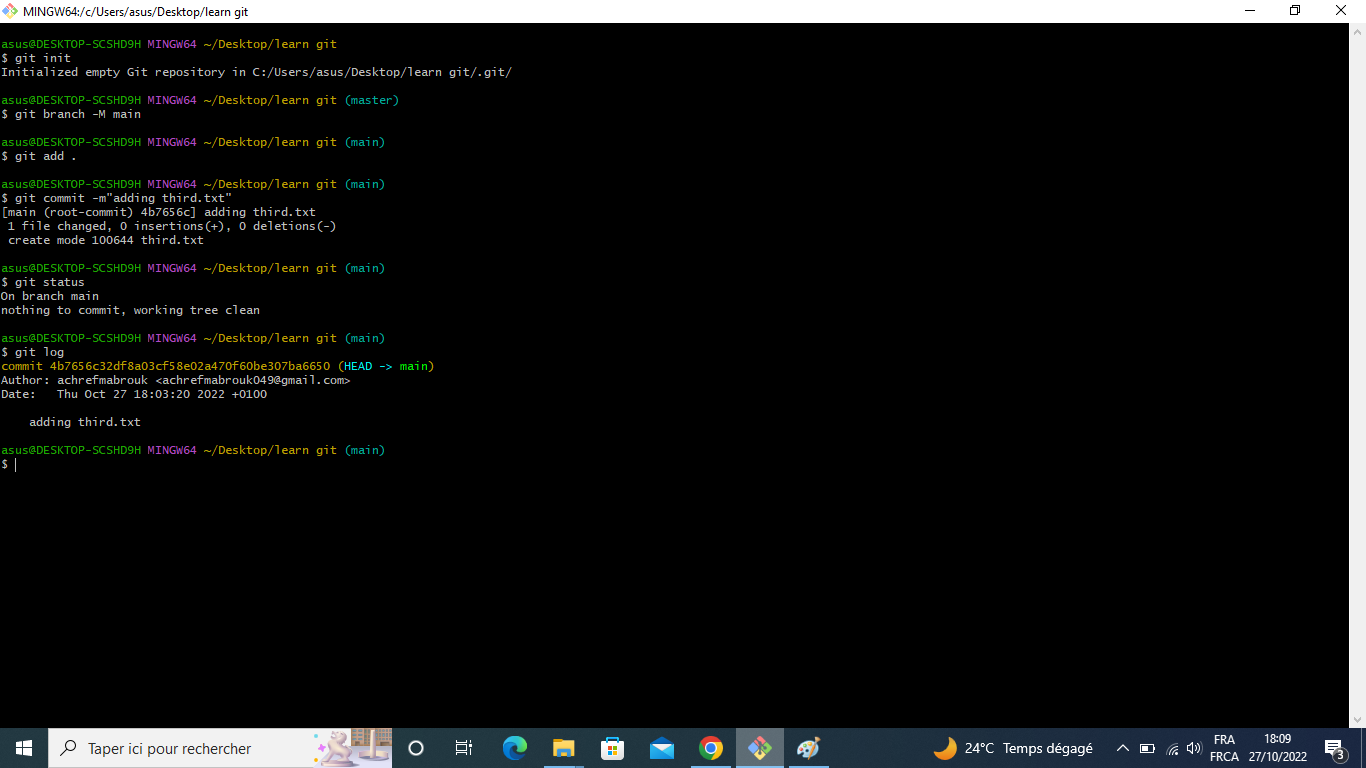 MINGW64:/c/Users/asus/Desktop/learn git
asus@DESKTOP-SCSHD9H MINGW64 ~/Desktop/learn git
$ git init
Initialized empty Git repository in C:/Users/asus/Desktop/learn git/.git/
asus@DESKTOP-SCSHD9H MINGW64 ~/Desktop/learn git (master)
$ git branch -M main
asus@DESKTOP-SCSHD9H MINGW64 ~/Desktop/learn git (main)
$ git add .
asus@DESKTOP-SCSHD9H MINGW64 ~/Desktop/learn git (main)
$ git commit -m"adding third.txt"
[main (root-commit) 4b7656c] adding third.txt
 1 file changed, 0 insertions(+), 0 deletions(-)
 create mode 100644 third.txt
asus@DESKTOP-SCSHD9H MINGW64 ~/Desktop/learn git (main)
$ git status
On branch main
nothing to commit, working tree clean
asus@DESKTOP-SCSHD9H MINGW64 ~/Desktop/learn git (main)
$ git log
commit 4b7656c32df8a03cf58e02a470f60be307ba6650 (HEAD -> main)
Author: achrefmabrouk <achrefmabrouk049@gmail.com>
Date:   Thu Oct 27 18:03:20 2022 +0100
    adding third.txt
asus@DESKTOP-SCSHD9H MINGW64 ~/Desktop/learn git (main)
$
Taper ici pour rechercher
24°C Temps dégagé
FRA
FRCA
18:09
27/10/2022
3